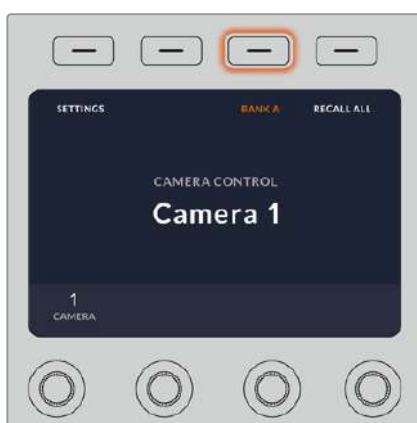 SETTINGS BANK A RECALL ALL
CAMERA CONTROL
Camera 1
1
CAMERA